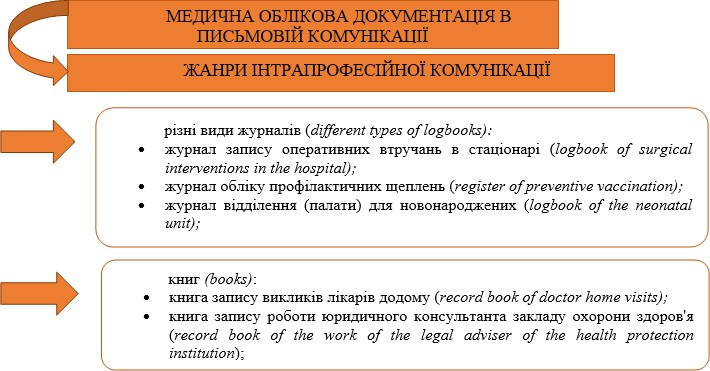 МЕДИЧНА ОБЛІКОВА ДОКУМЕНТАЦІЯ В
ПИСЬМОВІЙ КОМУНІКАЦІЇ
ЖАНРИ ІНТРАПРОФЕСІЙНОЇ КОМУНІКАЦІЇ
різні види журналів (different types of logbooks):
• журнал запису оперативних втручань в стаціонарі (logbook of surgical
interventions in the hospital);
• журнал обліку профілактичних щеплень (register of preventive vaccination);
• журнал відділення (палати) для новонароджених (logbook of the neonatal
unit);
книг (books):
• книга запису викликів лікарів додому (record book of doctor home visits);
• книга запису роботи юридичного консультанта закладу охорони здоров'я
(record book of the work of the legal adviser of the health protection
institution);